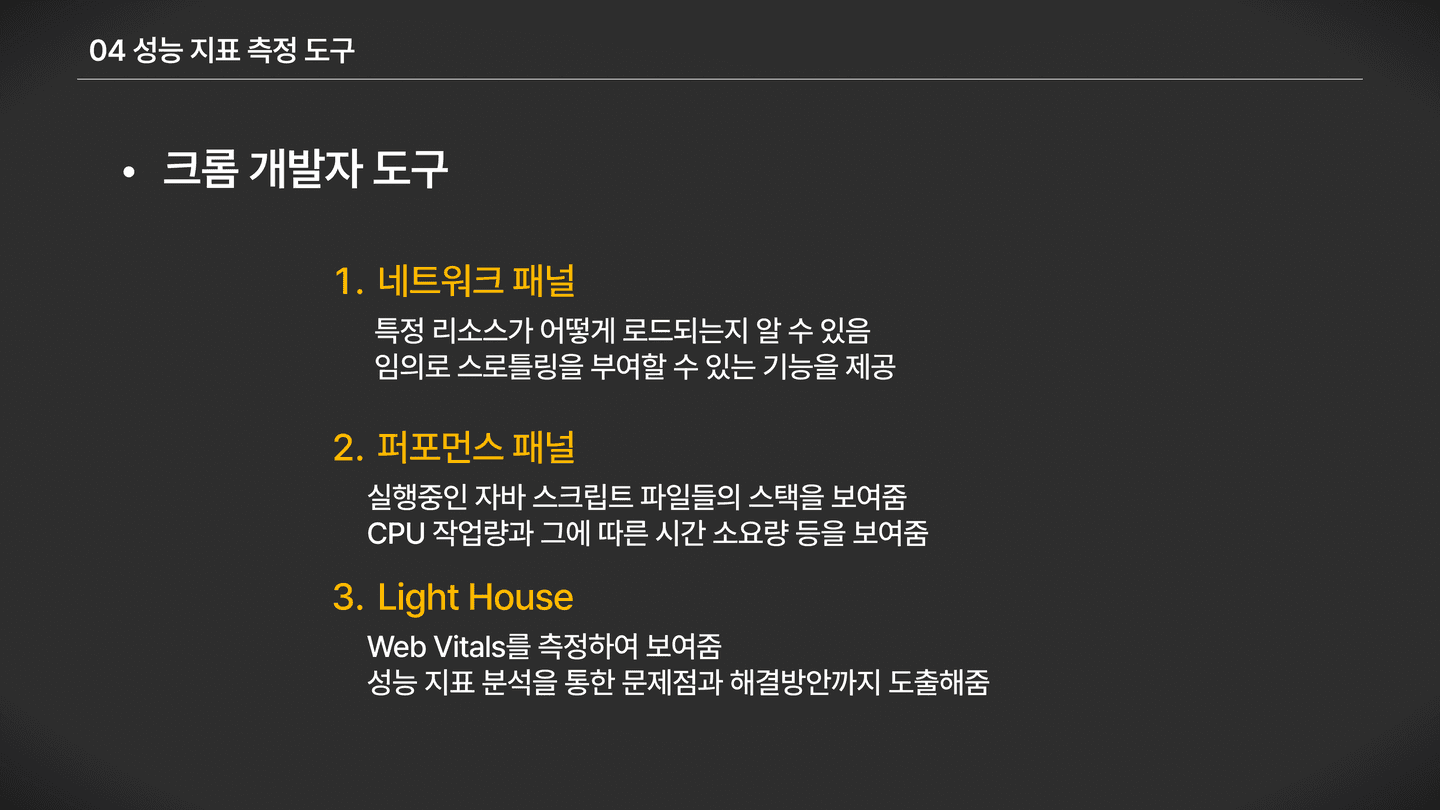 04 성능 지표 측정 도구
• 크롬 개발자 도구
1. 네트워크 패널
특정 리소스가 어떻게 로드되는지 알 수 있음
임의로 스로틀링을 부여할 수 있는 기능을 제공
2. 퍼포먼스 패널
실행중인 자바 스크립트 파일들의 스택을 보여줌
CPU 작업량과 그에 따른 시간 소요량 등을 보여줌
3. Light House
Web Vitals를 측정하여 보여줌
성능 지표 분석을 통한 문제점과 해결방안까지 도출해줌